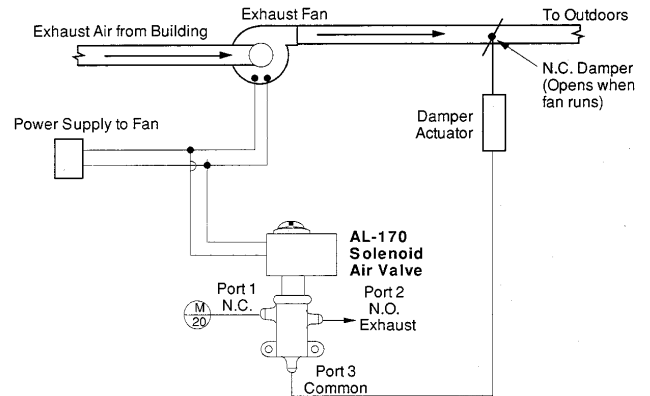 Exhaust Fan
To Outdoors
Exhaust Air from Building
N.C. Damper
(Opens when
fan runs)
Damper
Actuator
Power Supply to Fan
AL-170
Solenoid
Air Valve
Port 1
N.C.
Port 2
N.O.
Exhaust
M
20
Port 3
Common